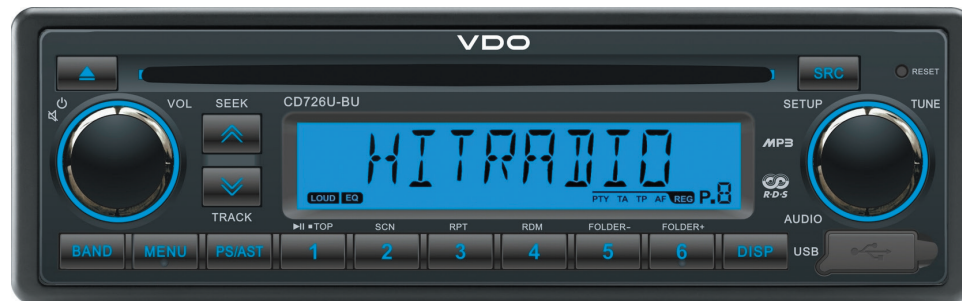 VDO
SRC
RESET
VOL
SEEK
CD726U-BU
SETUP
TUNE
HITRADIO
MP3
LOUD EQ
PTY TA TP AF REG P.8
R·D·S
TRACK
AUDIO
▶II ■TOP
SCN
RPT
RDM
FOLDER-
FOLDER+
BAND
MENU
PS/AST
1
2
3
4
5
6
DISP
USB